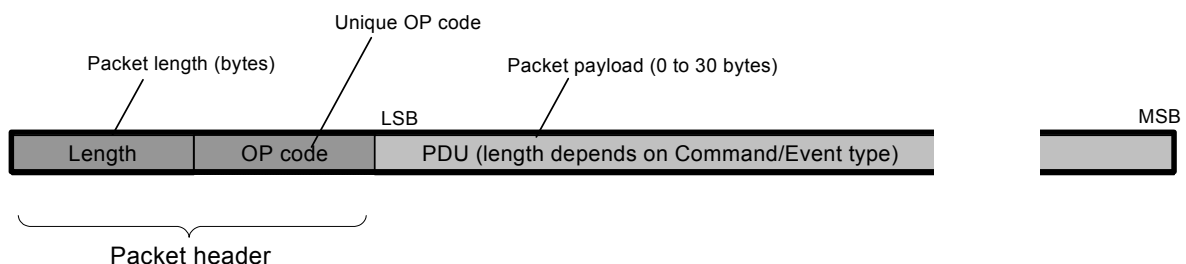 Unique OP code
Packet length (bytes)
Packet payload (0 to 30 bytes)
LSB
MSB
Length
OP code
PDU (length depends on Command/Event type)
Packet header